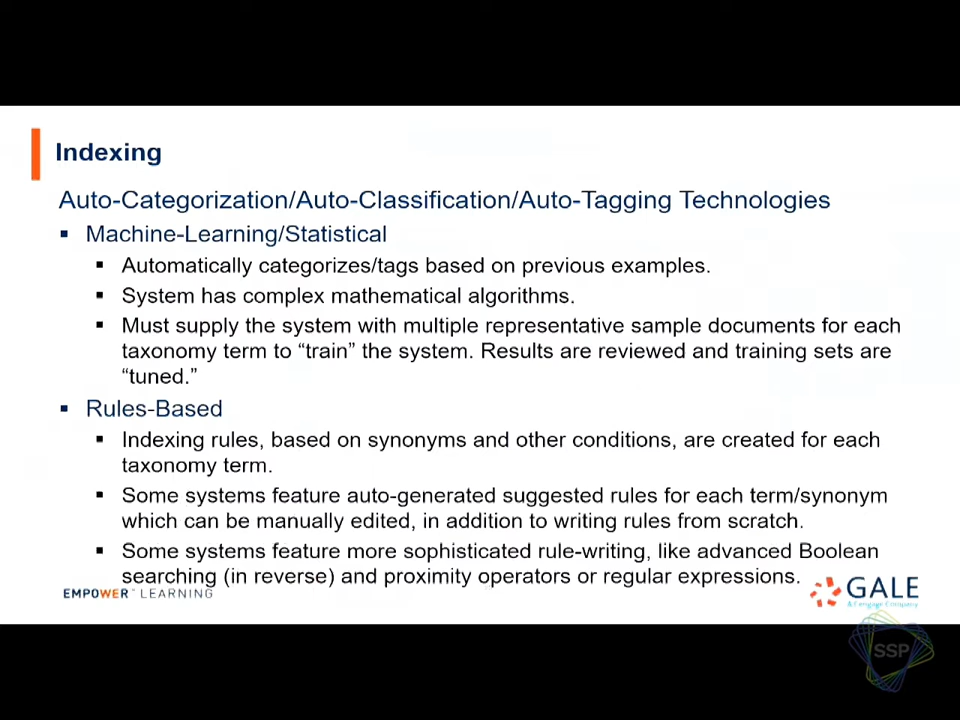 Indexing
Auto-Categorization/Auto-Classification/Auto-Tagging Technologies
▪ Machine-Learning/Statistical
▪ Automatically categorizes/tags based on previous examples.
▪ System has complex mathematical algorithms.
▪ Must supply the system with multiple representative sample documents for each
taxonomy term to “train” the system. Results are reviewed and training sets are
“tuned.”
▪ Rules-Based
▪ Indexing rules, based on synonyms and other conditions, are created for each
taxonomy term.
▪ Some systems feature auto-generated suggested rules for each term/synonym
which can be manually edited, in addition to writing rules from scratch.
▪ Some systems feature more sophisticated rule-writing, like advanced Boolean
searching (in reverse) and proximity operators or regular expressions.
EMPOWER™ LEARNING
GALE
A Cengage Company
SSP